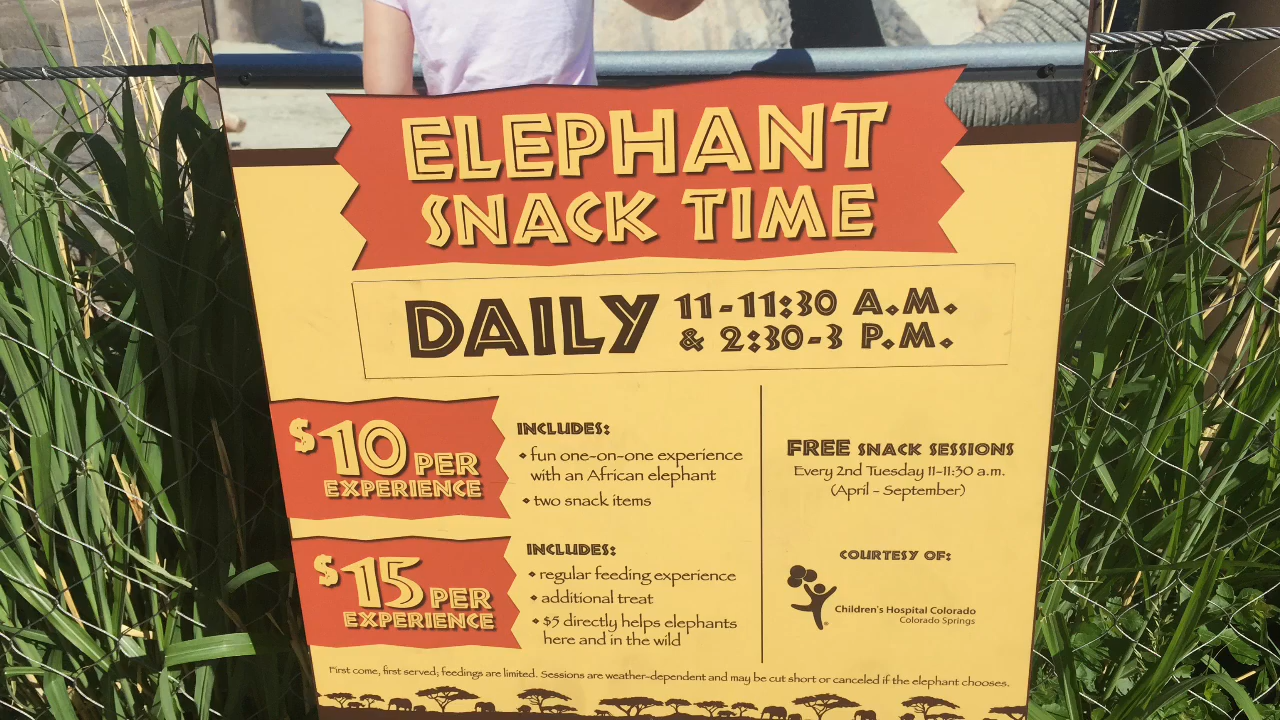 ELEPHANT
SNACK TIME
DAILY 11-11:30 A.M.
& 2:30-3 P.M.
$10 PER
EXPERIENCE
INCLUDES:
• fun one-on-one experience
with an African elephant
• two snack items
$15 PER
EXPERIENCE
INCLUDES:
• regular feeding experience
• additional treat
• $5 directly helps elephants
here and in the wild
FREE SNACK SESSIONS
Every 2nd Tuesday 11-11:30 a.m.
(April - September)
COURTESY OF:
Children's Hospital Colorado
Colorado Springs
First come, first served; feedings are limited. Sessions are weather-dependent and may be cut short or canceled if the elephant chooses.